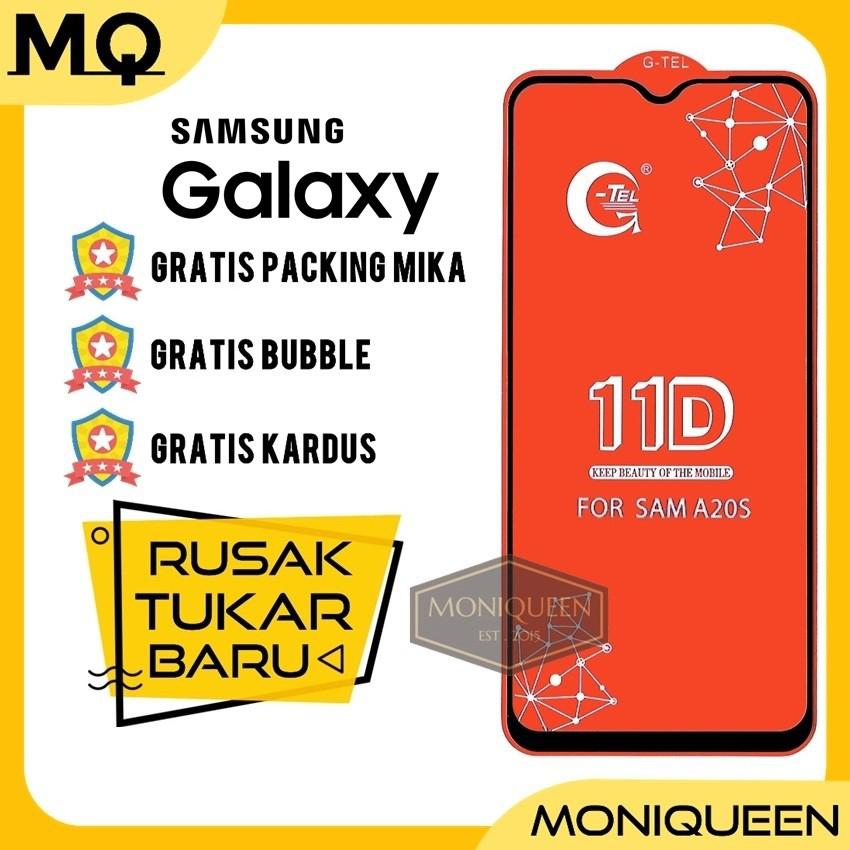 MQ
SAMSUNG
Galaxy
GRATIS PACKING MIKA
GRATIS BUBBLE
GRATIS KARDUS
RUSAK
TUKAR
BARU
G-TEL
G-TEL®
11D
KEEP BEAUTY OF THE MOBILE
FOR SAM A20S
MONIQUEEN
EST . 2015
MONIQUEEN